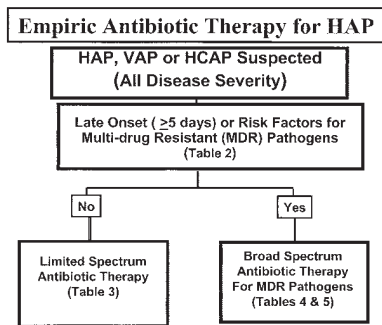 Empiric Antibiotic Therapy for HAP
HAP, VAP or HCAP Suspected
(All Disease Severity)
Late Onset ( ≥5 days) or Risk Factors for
Multi-drug Resistant (MDR) Pathogens
(Table 2)
No
Yes
Limited Spectrum
Antibiotic Therapy
(Table 3)
Broad Spectrum
Antibiotic Therapy
For MDR Pathogens
(Tables 4 & 5)